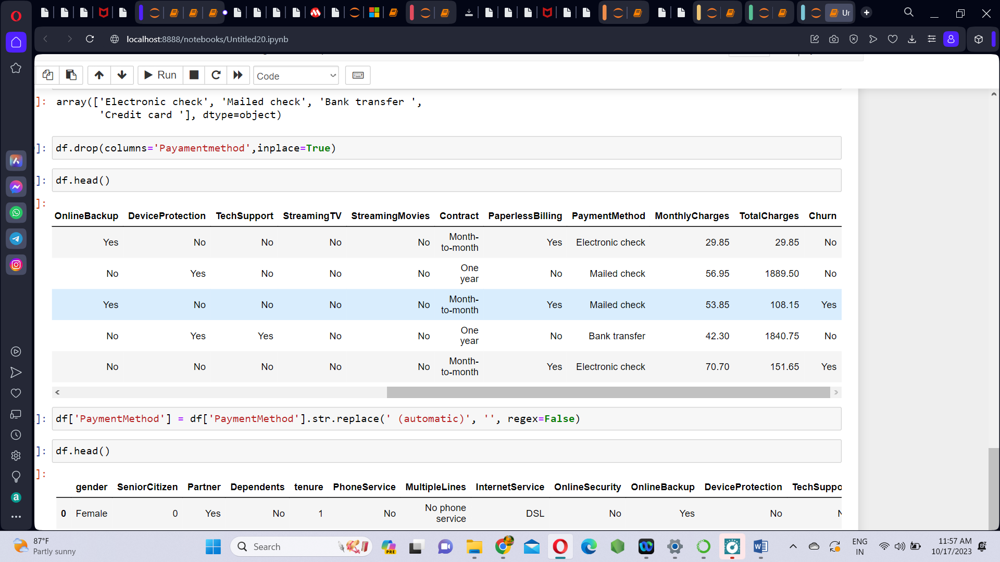 Ur
localhost:8888/notebooks/Untitled20.ipynb
Run
Code
]: array(['Electronic check', 'Mailed check', 'Bank transfer ',
'Credit card '], dtype=object)
]: df.drop(columns='Payamentmethod',inplace=True)
]: df.head()
]:
OnlineBackup DeviceProtection TechSupport StreamingTV StreamingMovies Contract PaperlessBilling PaymentMethod MonthlyCharges TotalCharges Churn
Yes No No No No Month-to-month Yes Electronic check 29.85 29.85 No
No Yes No No No One year No Mailed check 56.95 1889.50 No
Yes No No No No Month-to-month Yes Mailed check 53.85 108.15 Yes
No Yes Yes No No One year No Bank transfer 42.30 1840.75 No
No No No No No Month-to-month Yes Electronic check 70.70 151.65 Yes
]: df['PaymentMethod'] = df['PaymentMethod'].str.replace(' (automatic)', '', regex=False)
]: df.head()
]:
gender SeniorCitizen Partner Dependents tenure PhoneService MultipleLines InternetService OnlineSecurity OnlineBackup DeviceProtection TechSuppo
0 Female 0 Yes No 1 No No phone service DSL No Yes No N
87°F
Partly sunny
Search
PRE
ENG
IN
11:57 AM
10/17/2023